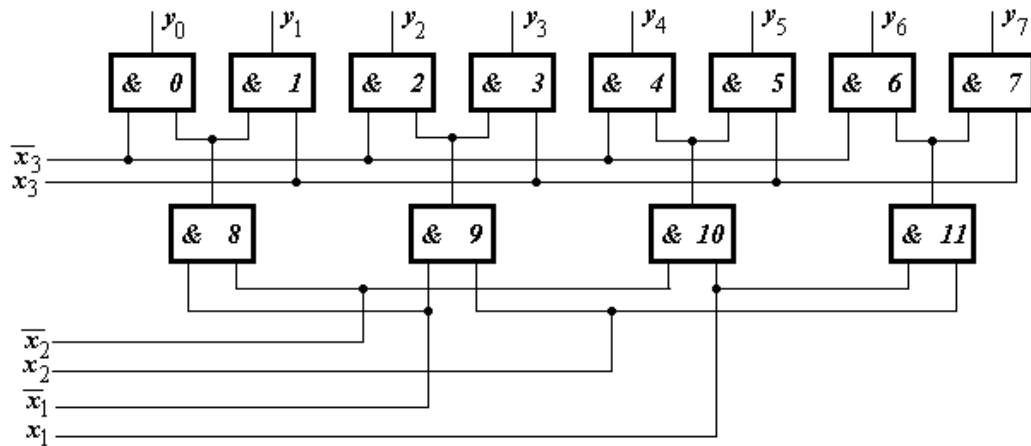 y₀ y₁ y₂ y₃ y₄ y₅ y₆ y₇
& 0 & 1 & 2 & 3 & 4 & 5 & 6 & 7
x̅₃
x₃
& 8 & 9 & 10 & 11
x̅₂
x₂
x̅₁
x₁